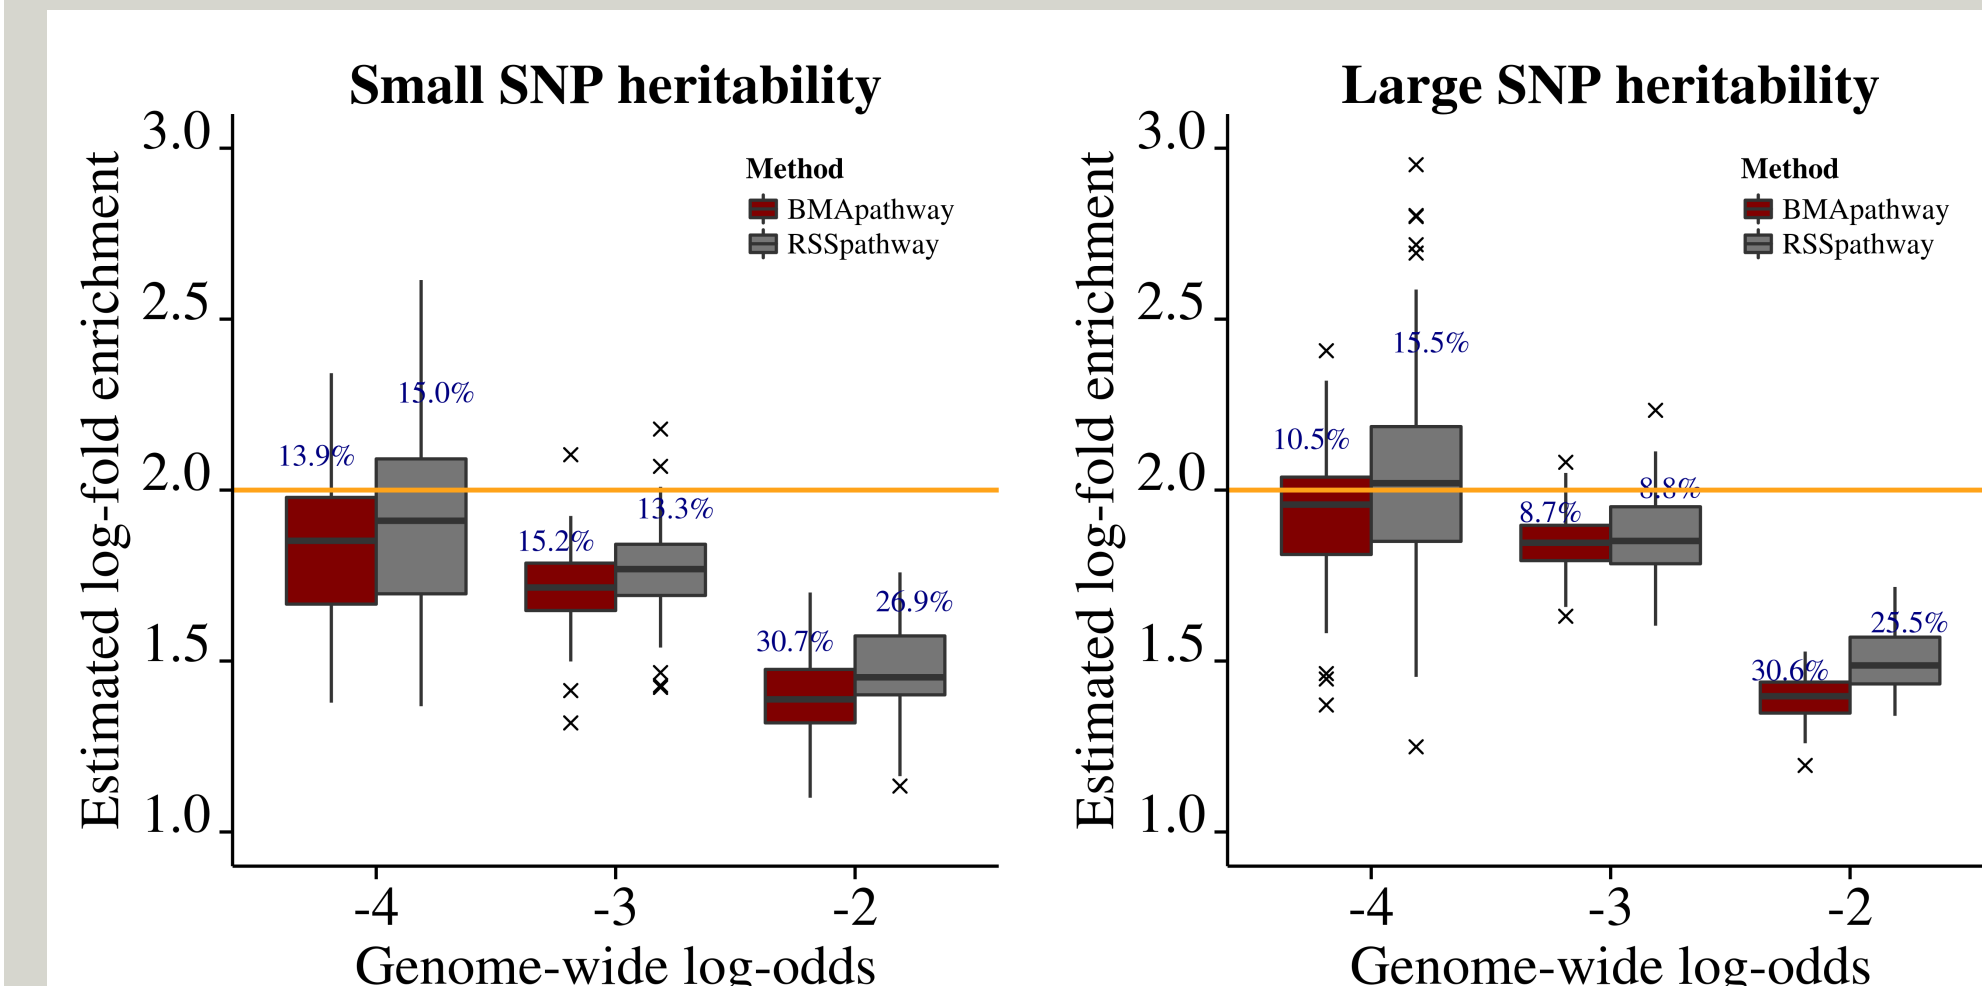 Small SNP heritability
Estimated log-fold enrichment
3.0
2.5
2.0
1.5
1.0
Method
BMApathway
RSSpathway
13.9%
15.0%
15.2%
13.3%
30.7%
26.9%
-4
-3
-2
Genome-wide log-odds
Large SNP heritability
Estimated log-fold enrichment
3.0
2.5
2.0
1.5
1.0
Method
BMApathway
RSSpathway
10.5%
15.5%
8.7%
8.8%
30.6%
25.5%
-4
-3
-2
Genome-wide log-odds